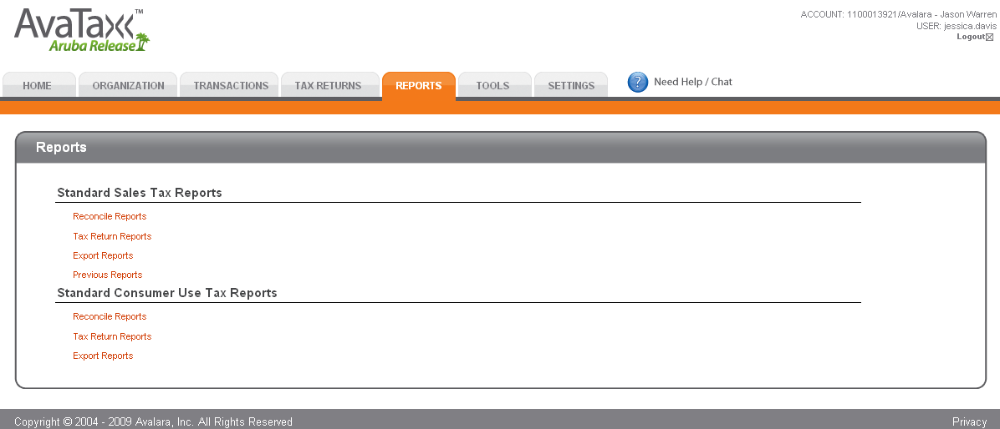 AvaTax™
Aruba Release
ACCOUNT: 1100013921/Avalara - Jason Warren
USER: jessica.davis
Logout
HOME ORGANIZATION TRANSACTIONS TAX RETURNS REPORTS TOOLS SETTINGS ? Need Help / Chat
Reports
Standard Sales Tax Reports
Reconcile Reports
Tax Return Reports
Export Reports
Previous Reports
Standard Consumer Use Tax Reports
Reconcile Reports
Tax Return Reports
Export Reports
Copyright © 2004 - 2009 Avalara, Inc. All Rights Reserved
Privacy